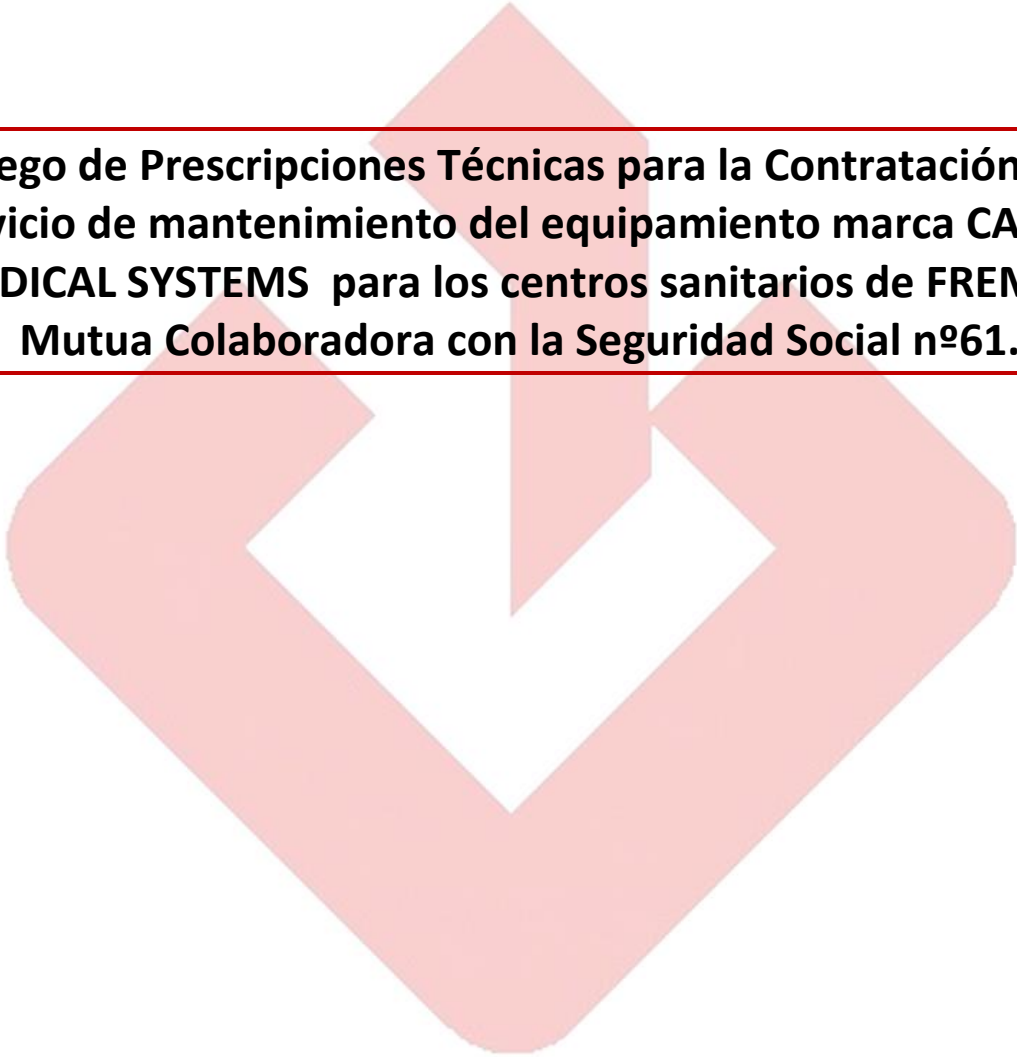 ego de Prescripciones Técnicas para la Contratación
icio de mantenimiento del equipamiento marca CA
DICAL SYSTEMS para los centros sanitarios de FREM
Mutua Colaboradora con la Seguridad Social nº61.